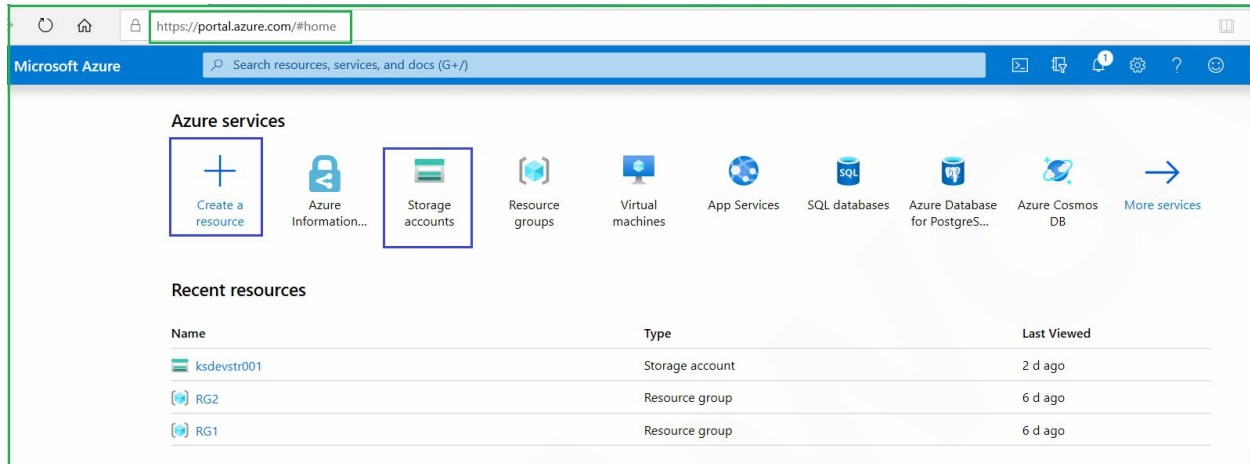 https://portal.azure.com/#home
Microsoft Azure
Search resources, services, and docs (G+/)
1
Azure services
Create a
resource
Azure
Information...
Storage
accounts
Resource
groups
Virtual
machines
App Services
SQL
SQL databases
Azure Database
for PostgreS...
Azure Cosmos
DB
More services
Recent resources
Name Type Last Viewed
ksdevstr001 Storage account 2 d ago
RG2 Resource group 6 d ago
RG1 Resource group 6 d ago